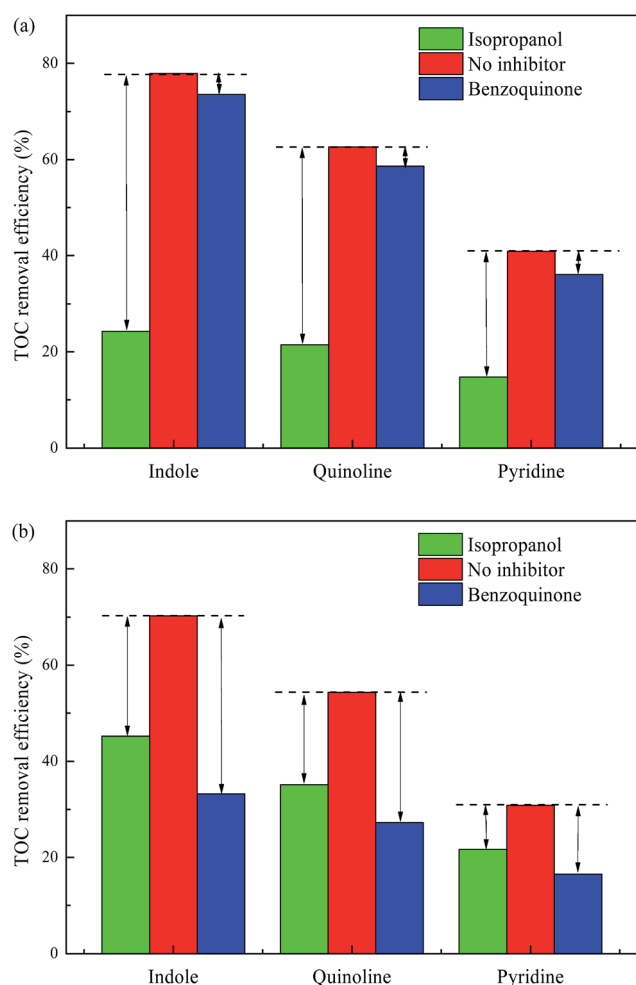 (a)
Isopropanol
No inhibitor
Benzoquinone
80
60
40
20
0
TOC removal efficiency (%)
Indole Quinoline Pyridine
(b)
Isopropanol
No inhibitor
Benzoquinone
80
60
40
20
0
TOC removal efficiency (%)
Indole Quinoline Pyridine